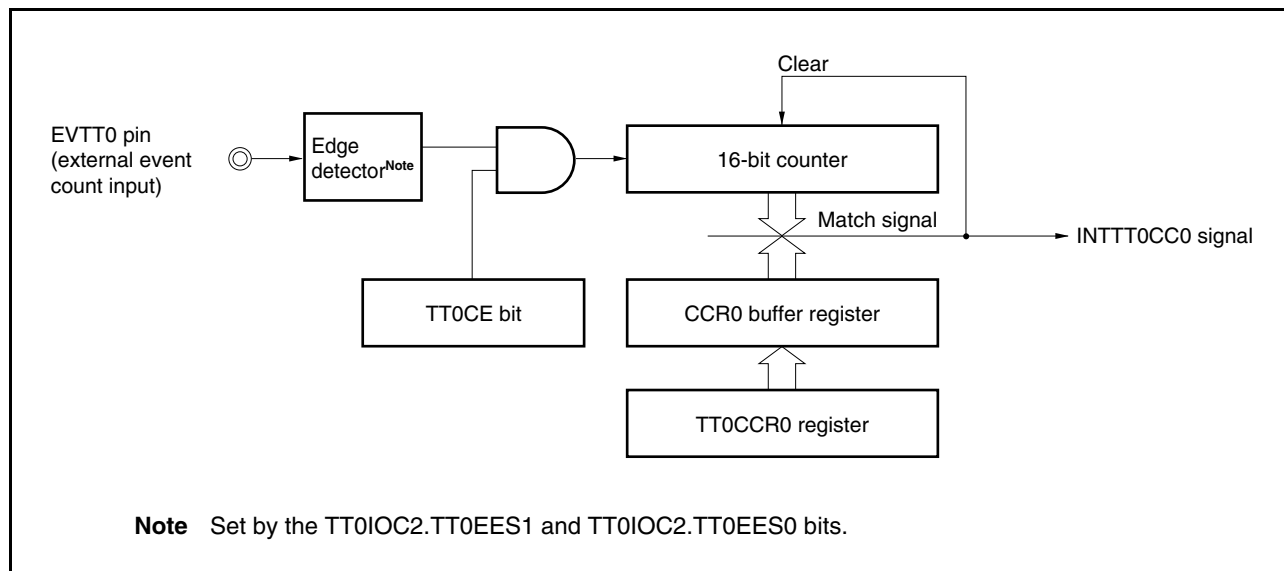 Clear
EVTT0 pin
(external event
count input)
Edge
detectorNote
16-bit counter
Match signal
INTTT0CC0 signal
TT0CE bit
CCR0 buffer register
TT0CCR0 register
Note Set by the TT0IOC2.TT0EES1 and TT0IOC2.TT0EES0 bits.